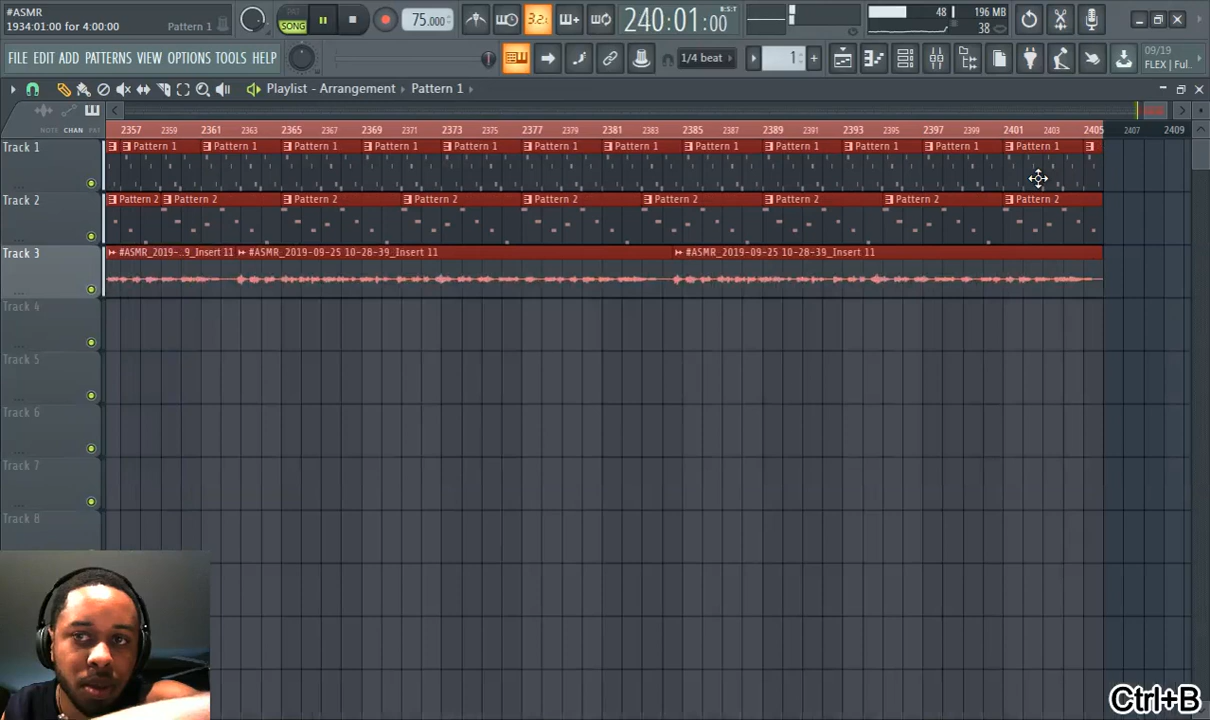 #ASMR
1934:01:00 for 4:00:00 Pattern 1
PAT
SONG
75.000
3.2.
240:01:00
B:S:T
48 196 MB
38
FILE EDIT ADD PATTERNS VIEW OPTIONS TOOLS HELP
1/4 beat
1
09/19
FLEX | Ful..
Playlist - Arrangement Pattern 1
NOTE CHAN PAT
2357 2359 2361 2363 2365 2367 2369 2371 2373 2375 2377 2379 2381 2383 2385 2387 2389 2391 2393 2395 2397 2399 2401 2403 2405 2407 2409
Track 1 Pattern 1 Pattern 1 Pattern 1 Pattern 1 Pattern 1 Pattern 1 Pattern 1 Pattern 1 Pattern 1 Pattern 1 Pattern 1 Pattern 1
Track 2 Pattern 2 Pattern 2 Pattern 2 Pattern 2 Pattern 2 Pattern 2 Pattern 2 Pattern 2 Pattern 2
Track 3 #ASMR_2019-..9_Insert 11 #ASMR_2019-09-25 10-28-39_Insert 11 #ASMR_2019-09-25 10-28-39_Insert 11
Track 4
Track 5
Track 6
Track 7
Track 8
Ctrl+B